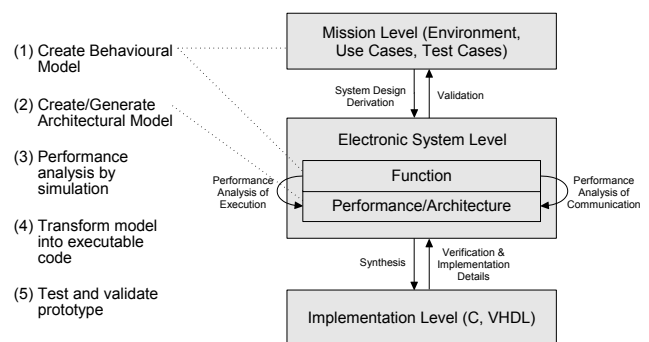 (1) Create Behavioural
Model
(2) Create/Generate
Architectural Model
(3) Performance
analysis by
simulation
(4) Transform model
into executable
code
(5) Test and validate
prototype
Mission Level (Environment,
Use Cases, Test Cases)
System Design
Derivation
Validation
Electronic System Level
Function
Performance/Architecture
Performance
Analysis of
Execution
Performance
Analysis of
Communication
Synthesis
Verification &
Implementation
Details
Implementation Level (C, VHDL)